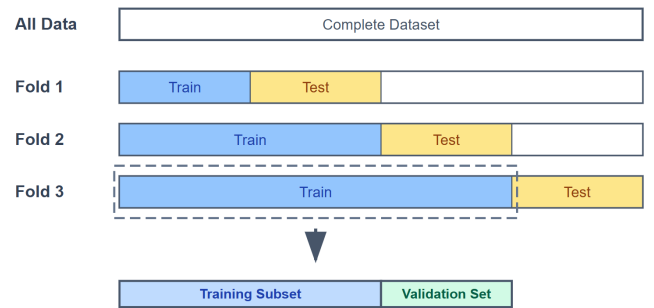 All Data Complete Dataset
Fold 1 Train Test
Fold 2 Train Test
Fold 3 Train Test
Training Subset Validation Set